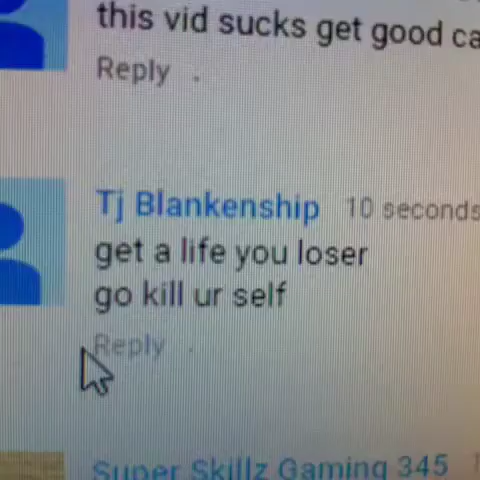 this vid sucks get good
Reply .
Tj Blankenship 10 seconds
get a life you loser
go kill ur self
Reply .
Super Skillz Gaming 345